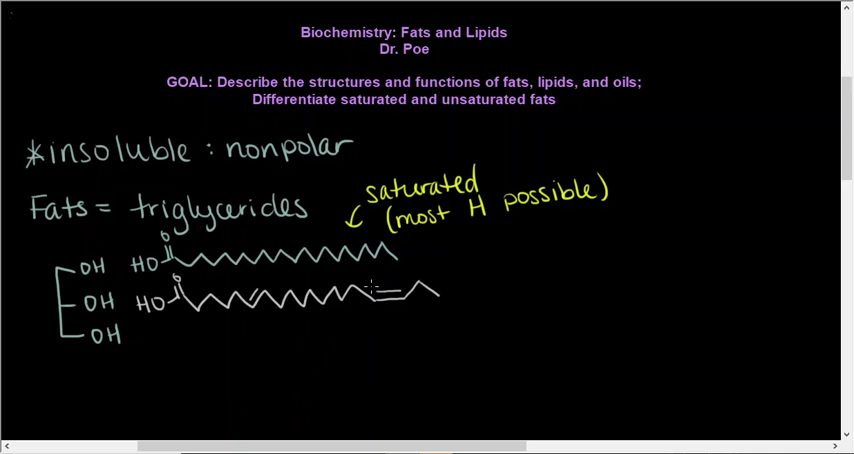 Biochemistry: Fats and Lipids
Dr. Poe
GOAL: Describe the structures and functions of fats, lipids, and oils;
Differentiate saturated and unsaturated fats
*insoluble : nonpolar
Fats = triglycerides
saturated
(most H possible)
O
OH HO
O
OH HO
OH